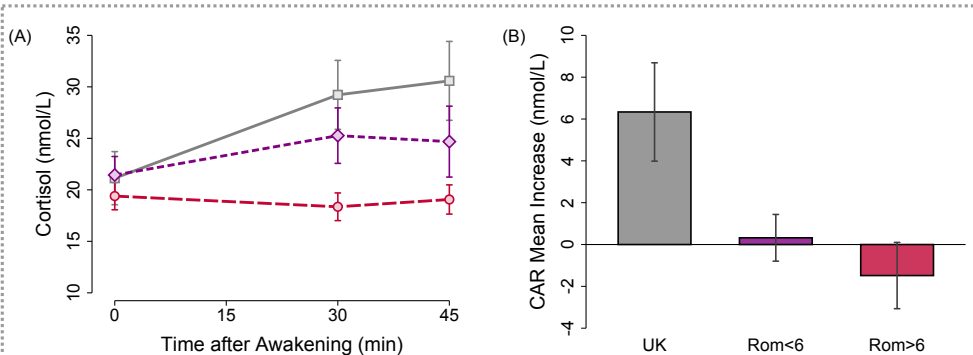 (A)
35
30
25
20
15
10
Cortisol (nmol/L)
0
15
30
45
Time after Awakening (min)
(B)
10
8
6
4
2
0
-2
-4
CAR Mean Increase (nmol/L)
UK
Rom<6
Rom>6